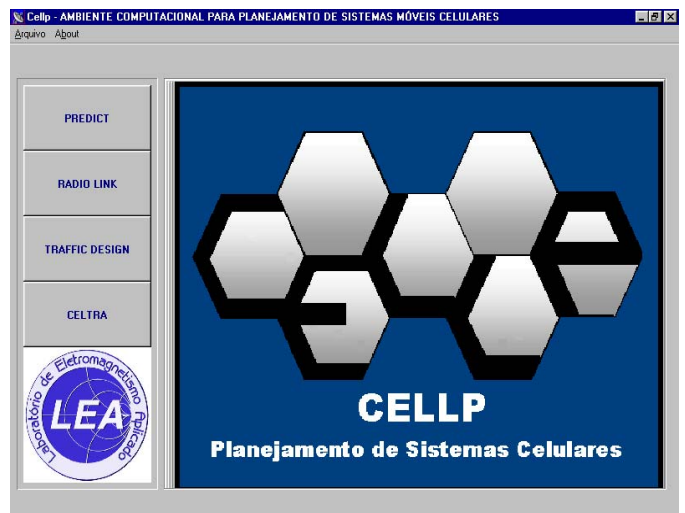 Cellp - AMBIENTE COMPUTACIONAL PARA PLANEJAMENTO DE SISTEMAS MÓVEIS CELULARES
Arquivo About
PREDICT
RADIO LINK
TRAFFIC DESIGN
CELTRA
Laboratório de Eletromagnetismo Aplicado
LEA
CELLP
Planejamento de Sistemas Celulares